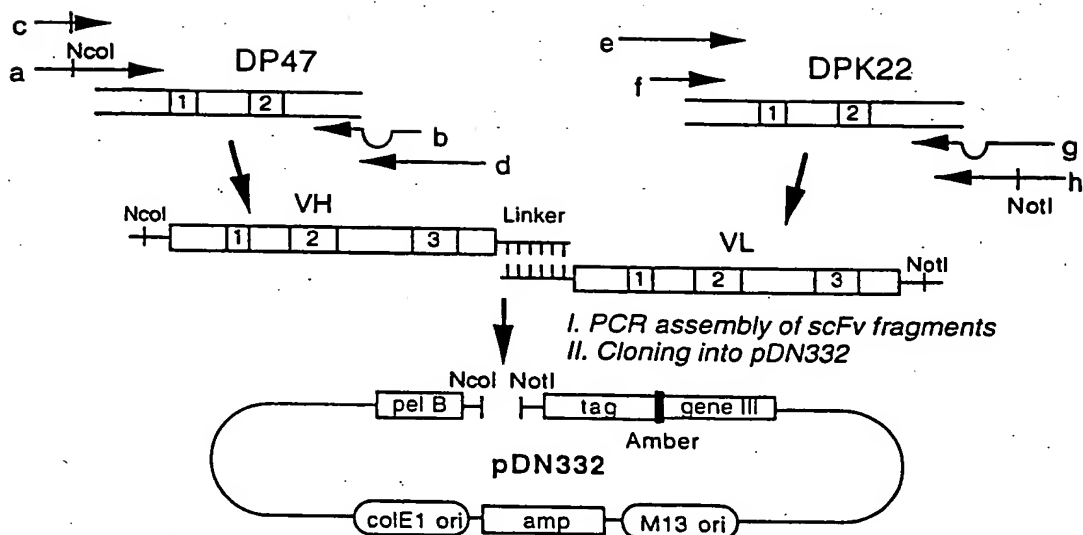 c
NcoI
a
DP47
1 2
b
d
e
f
DPK22
1 2
g
h
NotI
VH
NcoI
1 2 3
Linker
VL
NotI
1 2 3
I. PCR assembly of scFv fragments
II. Cloning into pDN332
NcoI NotI
pel B
tag
gene III
Amber
pDN332
colE1 ori
amp
M13 ori